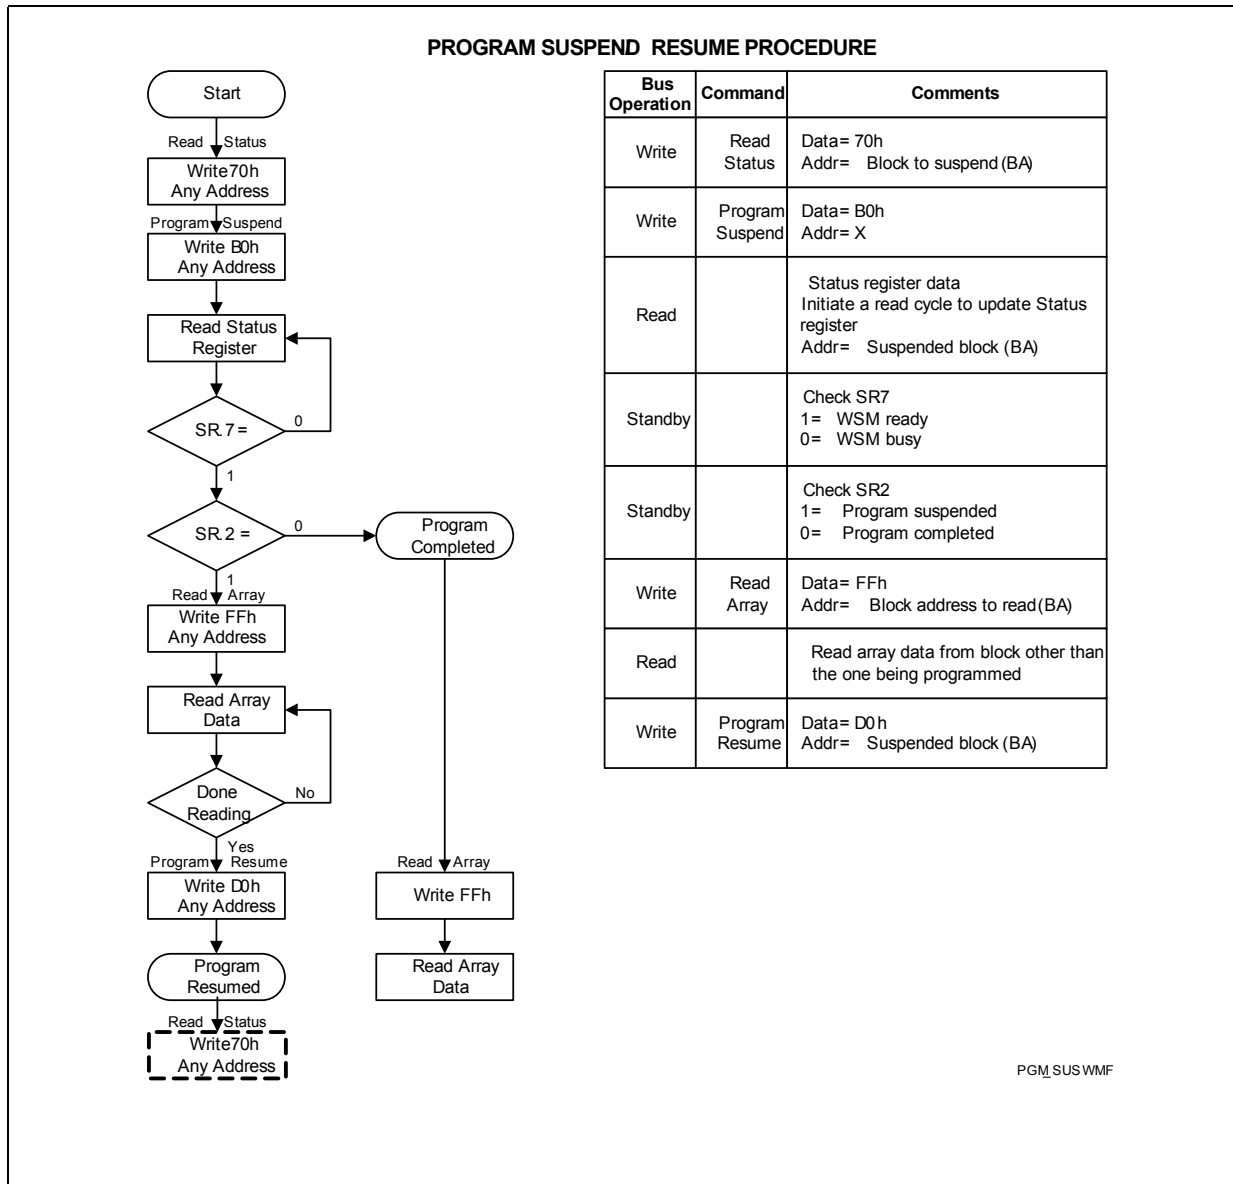 PROGRAM SUSPEND RESUME PROCEDURE
Start
Read Status
Write70h
Any Address
Program Suspend
Write B0h
Any Address
Read Status
Register
SR.7 =
0
1
SR.2 =
0
Program
Completed
1
Read Array
Write FFh
Any Address
Read Array
Data
Done
Reading
No
Yes
Program Resume
Write D0h
Any Address
Program
Resumed
Read Status
Write70h
Any Address
Read Array
Write FFh
Read Array
Data
Bus
Operation
Command
Comments
Write
Read
Status
Data= 70h
Addr= Block to suspend (BA)
Write
Program
Suspend
Data= B0h
Addr= X
Read
Status register data
Initiate a read cycle to update Status
register
Addr= Suspended block (BA)
Standby
Check SR7
1= WSM ready
0= WSM busy
Standby
Check SR2
1= Program suspended
0= Program completed
Write
Read
Array
Data= FFh
Addr= Block address to read (BA)
Read
Read array data from block other than
the one being programmed
Write
Program
Resume
Data= D0h
Addr= Suspended block (BA)
PGM_SUS WMF